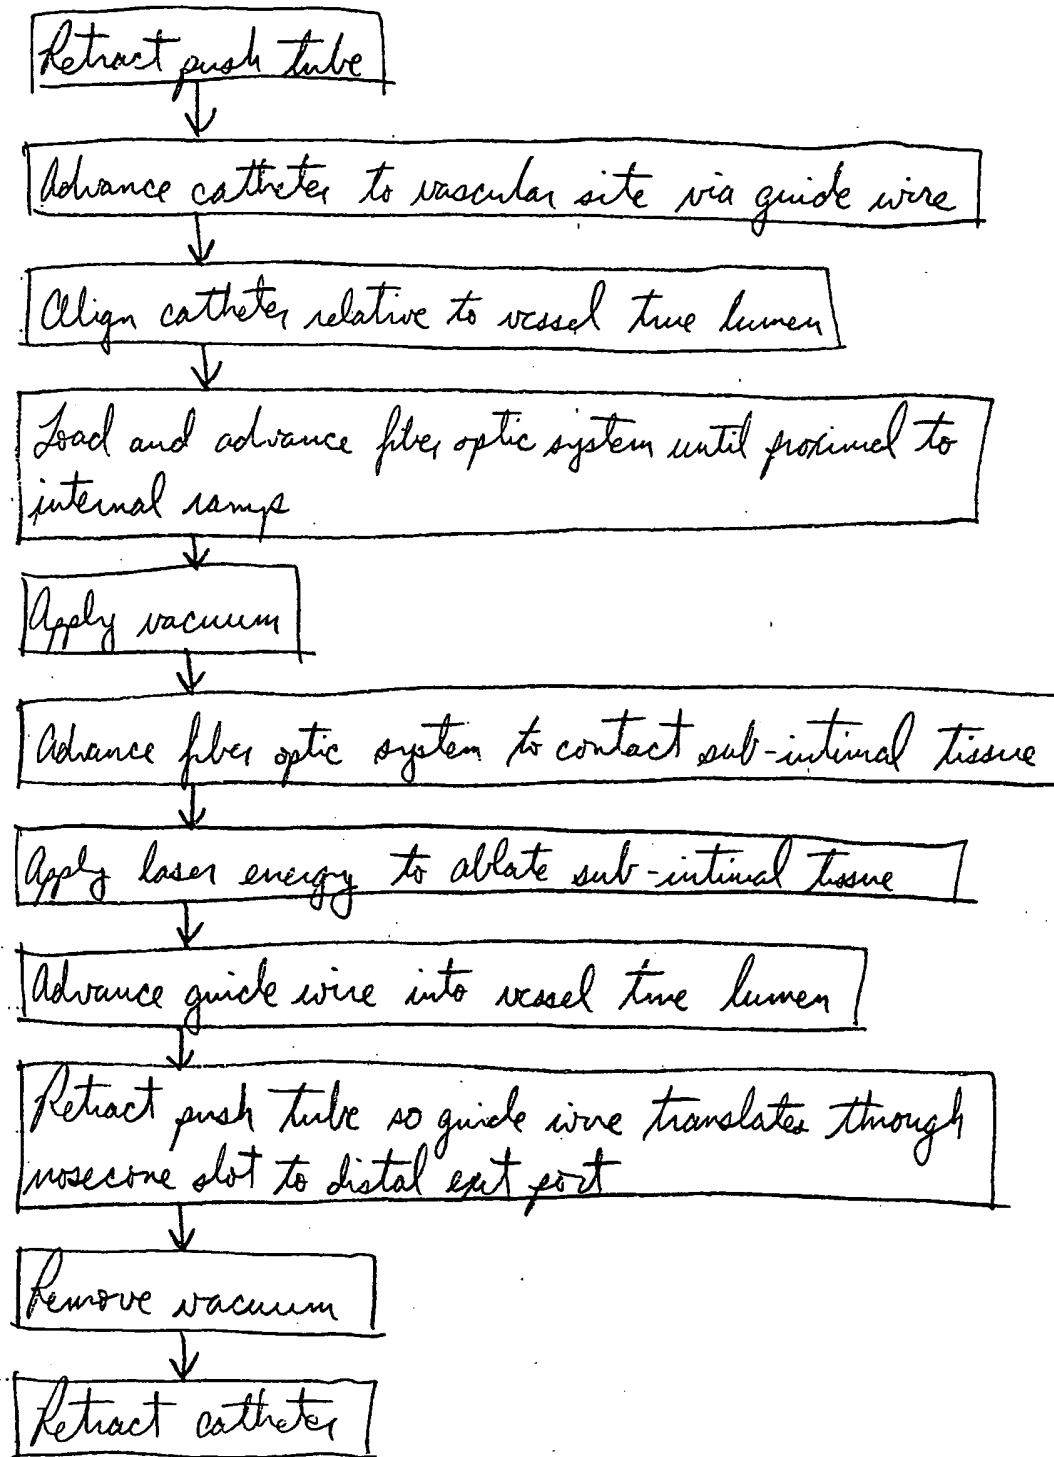 Retract push tube
Advance catheter to vascular site via guide wire
Align catheter relative to vessel true lumen
Load and advance fiber optic system until proximal to
internal ramps
Apply vacuum
Advance fiber optic system to contact sub-intimal tissue
Apply laser energy to ablate sub-intimal tissue
Advance guide wire into vessel true lumen
Retract push tube so guide wire translates through
nosecone slot to distal exit port
Remove vacuum
Retract catheter